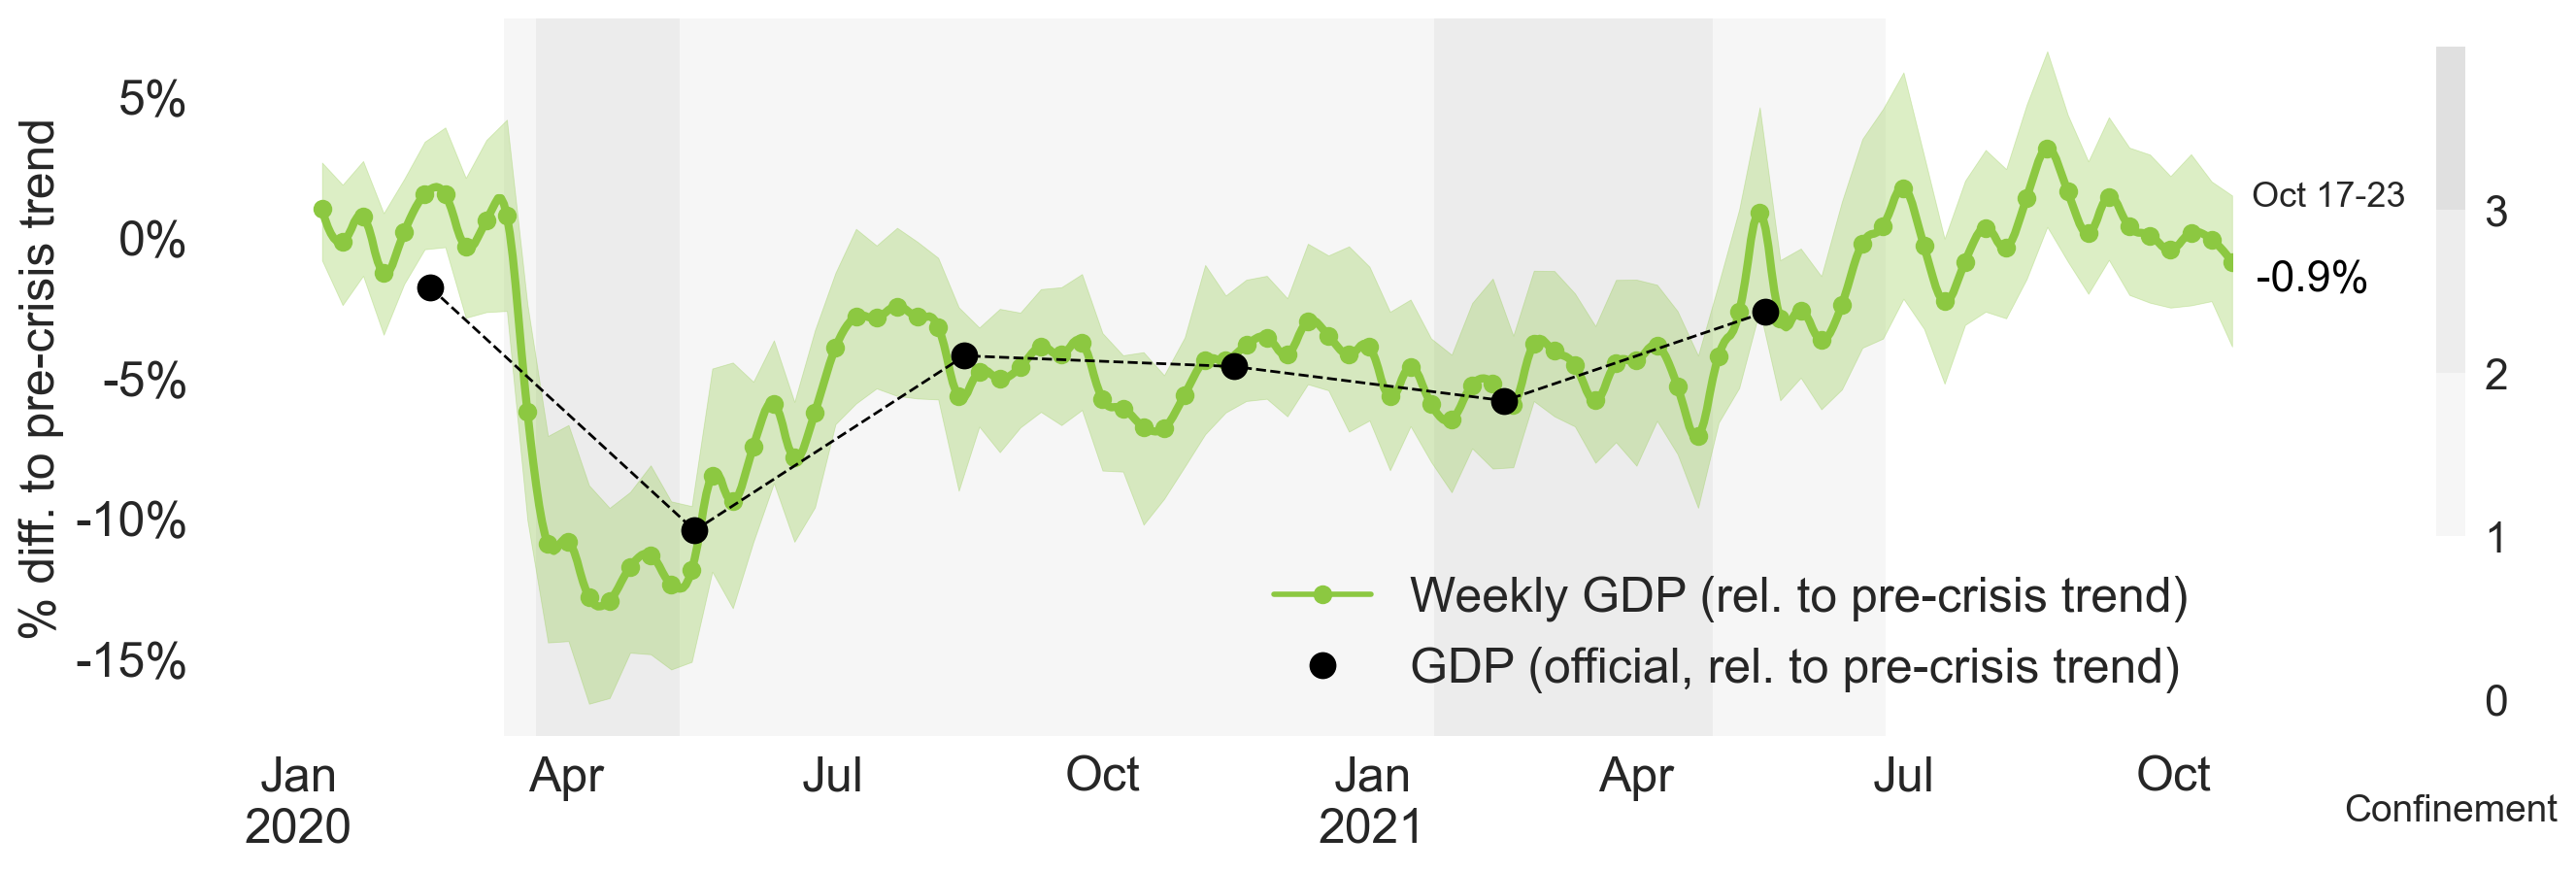 % diff. to pre-crisis trend
5%
0%
-5%
-10%
-15%
Jan
2020
Apr
Jul
Oct
Jan
2021
Apr
Jul
Oct
Weekly GDP (rel. to pre-crisis trend)
GDP (official, rel. to pre-crisis trend)
Oct 17-23
-0.9%
3
2
1
0
Confinement